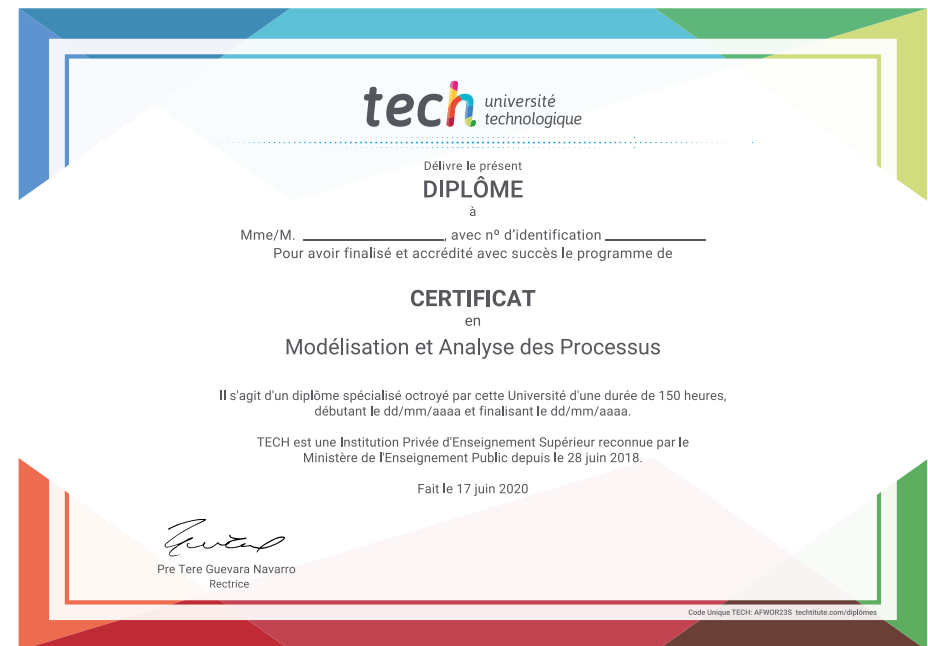 tech université
technologique
Délivre le présent
DIPLÔME
à
Mme/M. ____________________, avec nº d'identification ______________
Pour avoir finalisé et accrédité avec succès le programme de
CERTIFICAT
en
Modélisation et Analyse des Processus
Il s'agit d'un diplôme spécialisé octroyé par cette Université d'une durée de 150 heures,
débutant le dd/mm/aaaa et finalisant le dd/mm/aaaa.
TECH est une Institution Privée d'Enseignement Supérieur reconnue par le
Ministère de l'Enseignement Public depuis le 28 juin 2018.
Fait le 17 juin 2020
Pre Tere Guevara Navarro
Rectrice
Code Unique TECH: AFWOR23S techtitute.com/diplômes